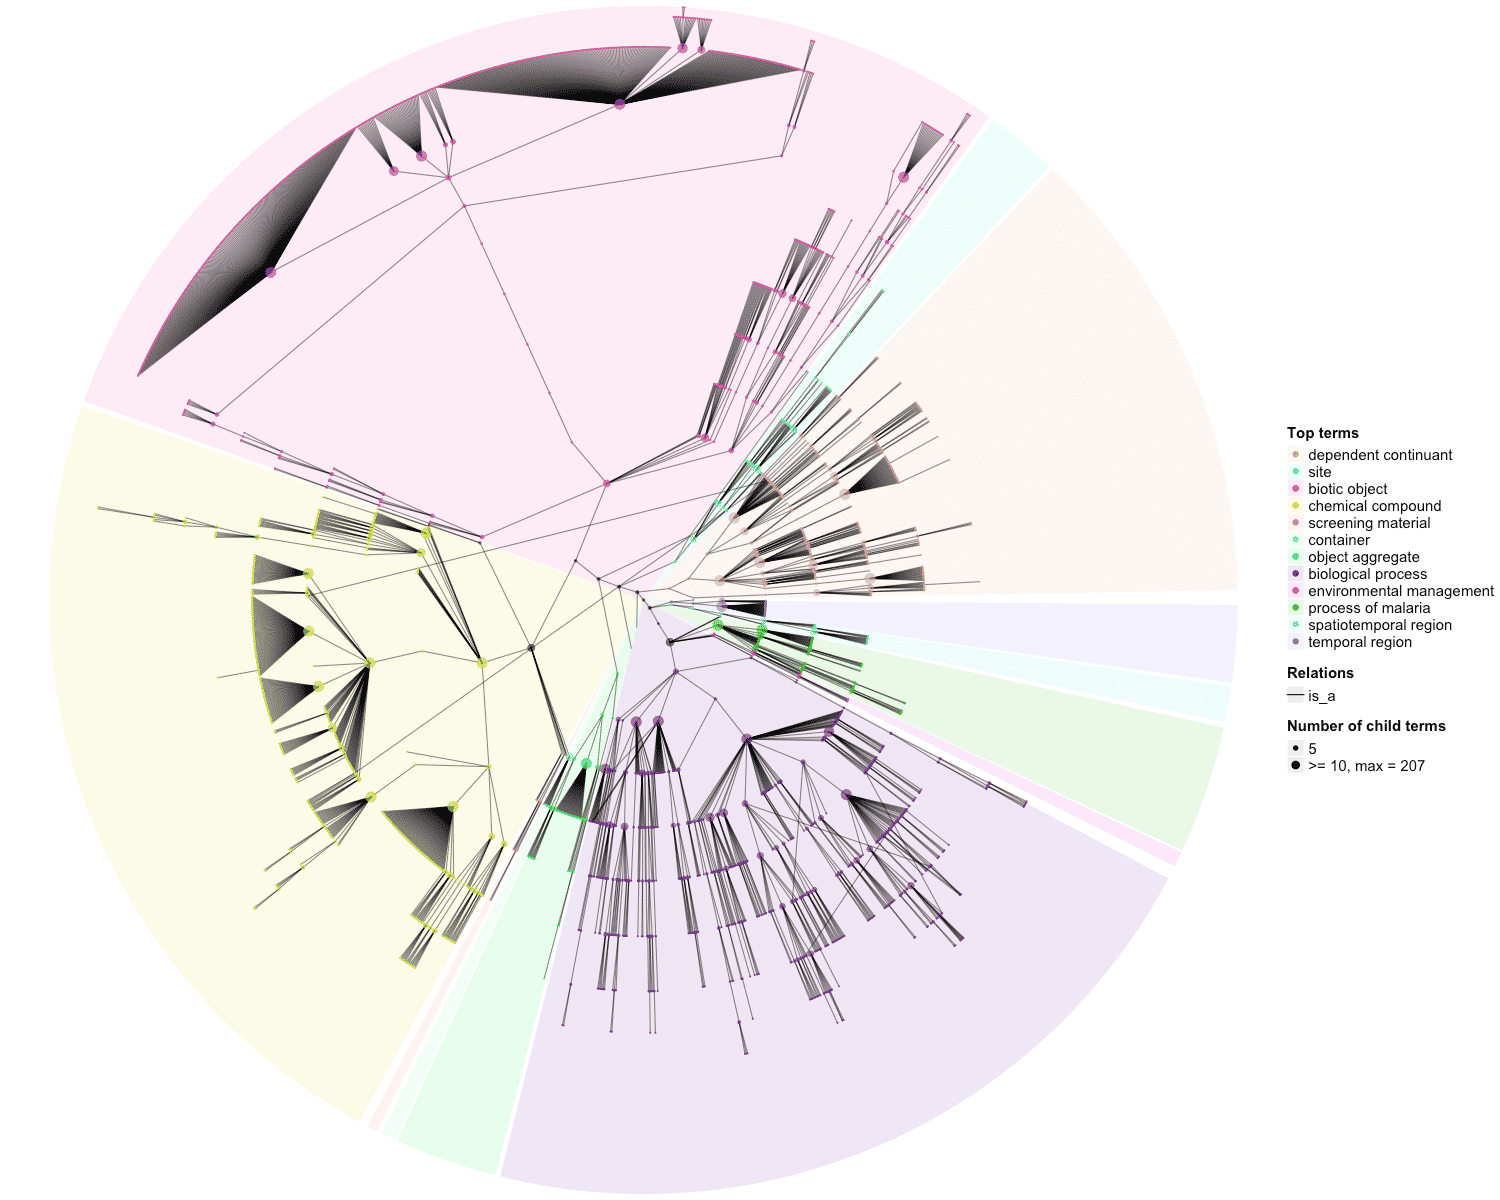 Top terms
dependent continuant
site
biotic object
chemical compound
screening material
container
object aggregate
biological process
environmental management
process of malaria
spatiotemporal region
temporal region
Relations
is_a
Number of child terms
5
>= 10, max = 207